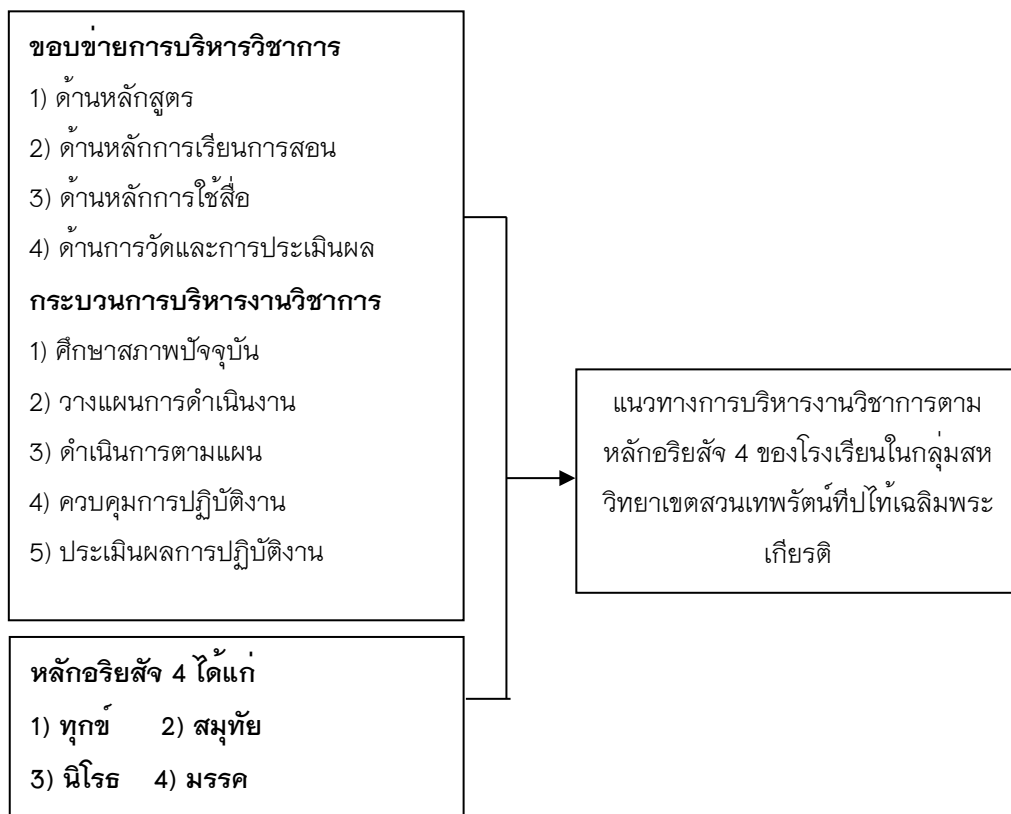 ขอบข่ายการบริหารวิชาการ
1) ด้านหลักสูตร
2) ด้านหลักการเรียนการสอน
3) ด้านหลักการใช้สื่อ
4) ด้านการวัดและการประเมินผล
กระบวนการบริหารงานวิชาการ
1) ศึกษาสภาพปัจจุบัน
2) วางแผนการดำเนินงาน
3) ดำเนินการตามแผน
4) ควบคุมการปฏิบัติงาน
5) ประเมินผลการปฏิบัติงาน
หลักอริยสัจ 4 ได้แก่
1) ทุกข์ 2) สมุทัย
3) นิโรธ 4) มรรค
แนวทางการบริหารงานวิชาการตาม
หลักอริยสัจ 4 ของโรงเรียนในกลุ่มสห
วิทยาเขตสวนเทพรัตน์ทีปไท้เฉลิมพระ
เกียรติ